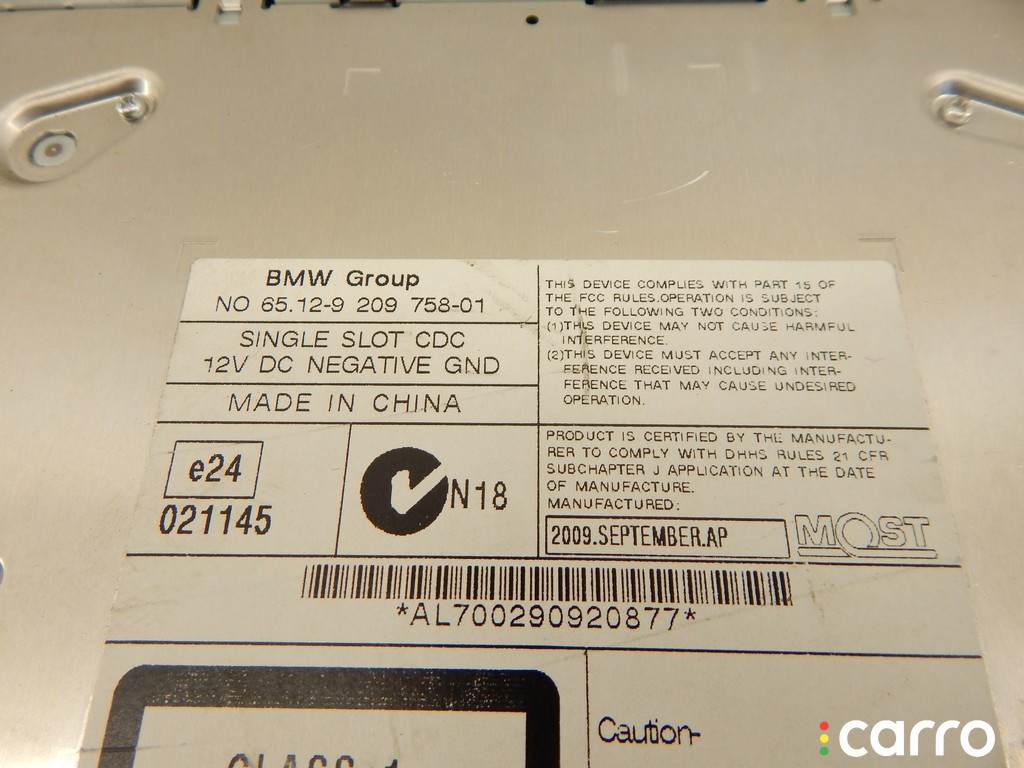 BMW Group
NO 65.12-9 209 758-01
SINGLE SLOT CDC
12V DC NEGATIVE GND
MADE IN CHINA
THIS DEVICE COMPLIES WITH PART 15 OF
THE FCC RULES.OPERATION IS SUBJECT
TO THE FOLLOWING TWO CONDITIONS:
(1)THIS DEVICE MAY NOT CAUSE HARMFUL
INTERFERENCE.
(2)THIS DEVICE MUST ACCEPT ANY INTER-
FERENCE RECEIVED INCLUDING INTER-
FERENCE THAT MAY CAUSE UNDESIRED
OPERATION.
e24
021145
N18
PRODUCT IS CERTIFIED BY THE MANUFACTU-
RER TO COMPLY WITH DHHS RULES 21 CFR
SUBCHAPTER J APPLICATION AT THE DATE
OF MANUFACTURE.
MANUFACTURED:
2009.SEPTEMBER.AP
MOST
*AL700290920877*
CLASS 1
Caution-
carro